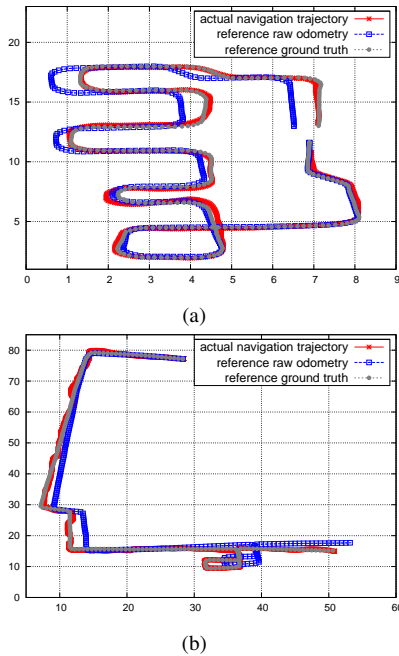 actual navigation trajectory
reference raw odometry
reference ground truth
20
15
10
5
0 1 2 3 4 5 6 7 8 9
(a)
80
70
60
50
40
30
20
10
0
actual navigation trajectory
reference raw odometry
reference ground truth
10 20 30 40 50 60
(b)